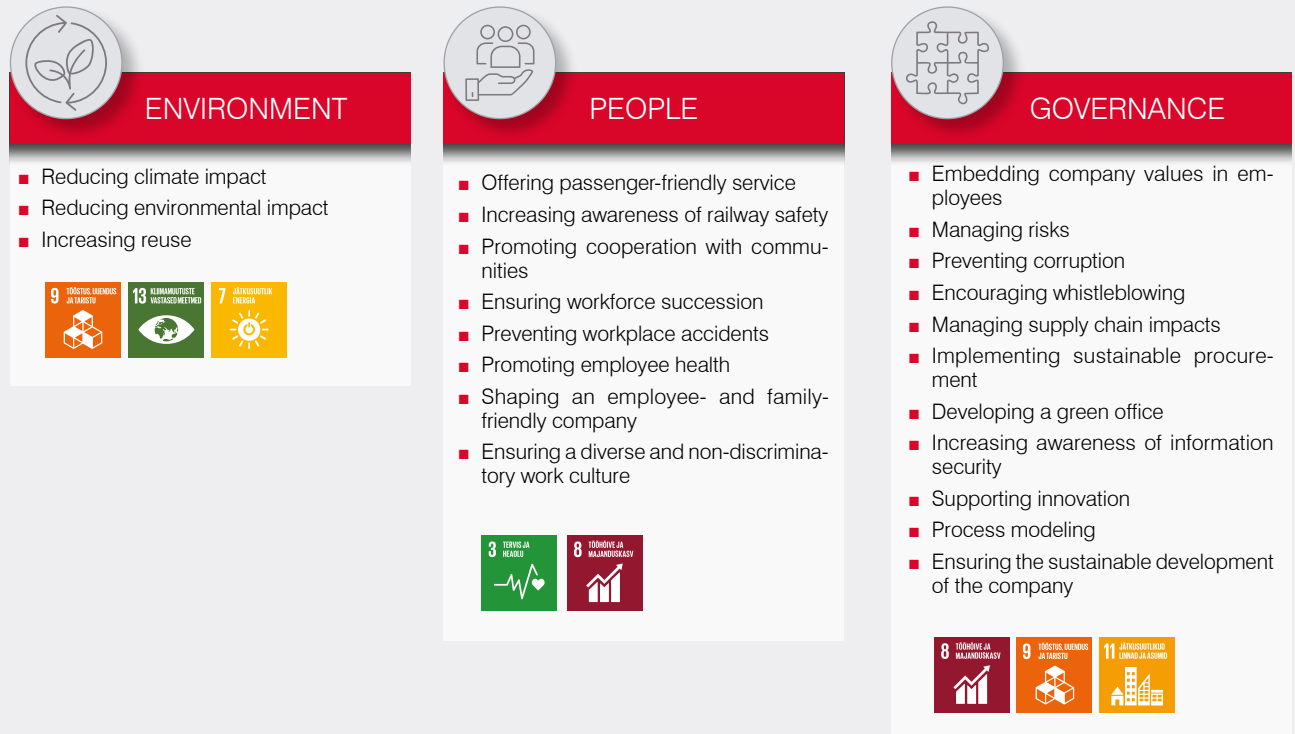 ENVIRONMENT
Reducing climate impact
Reducing environmental impact
Increasing reuse
9 TÖÖSTUS, UUENDUS
JA TARISTU
13 KLIIMAMUUTUSTE
VASTASED MEETMED
7 JÄTKUSUUTLIK
ENERGIA
PEOPLE
Offering passenger-friendly service
Increasing awareness of railway safety
Promoting cooperation with commu-
nities
Ensuring workforce succession
Preventing workplace accidents
Promoting employee health
Shaping an employee- and family-
friendly company
Ensuring a diverse and non-discrimina-
tory work culture
3 TERVIS JA
HEAOLU
8 TÖÖHÕIVE JA
MAJANDUSKASV
GOVERNANCE
Embedding company values in em-
ployees
Managing risks
Preventing corruption
Encouraging whistleblowing
Managing supply chain impacts
Implementing sustainable procure-
ment
Developing a green office
Increasing awareness of information
security
Supporting innovation
Process modeling
Ensuring the sustainable development
of the company
8 TÖÖHÕIVE JA
MAJANDUSKASV
9 TÖÖSTUS, UUENDUS
JA TARISTU
11 JÄTKUSUUTLIKUD
LINNAD JA ASUMID